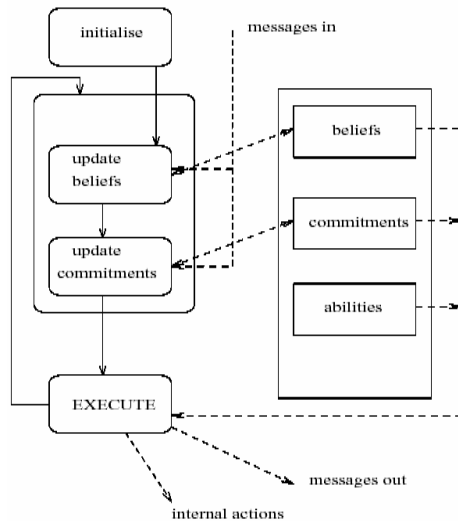 initialise
messages in
update
beliefs
beliefs
update
commitments
commitments
abilities
EXECUTE
messages out
internal actions